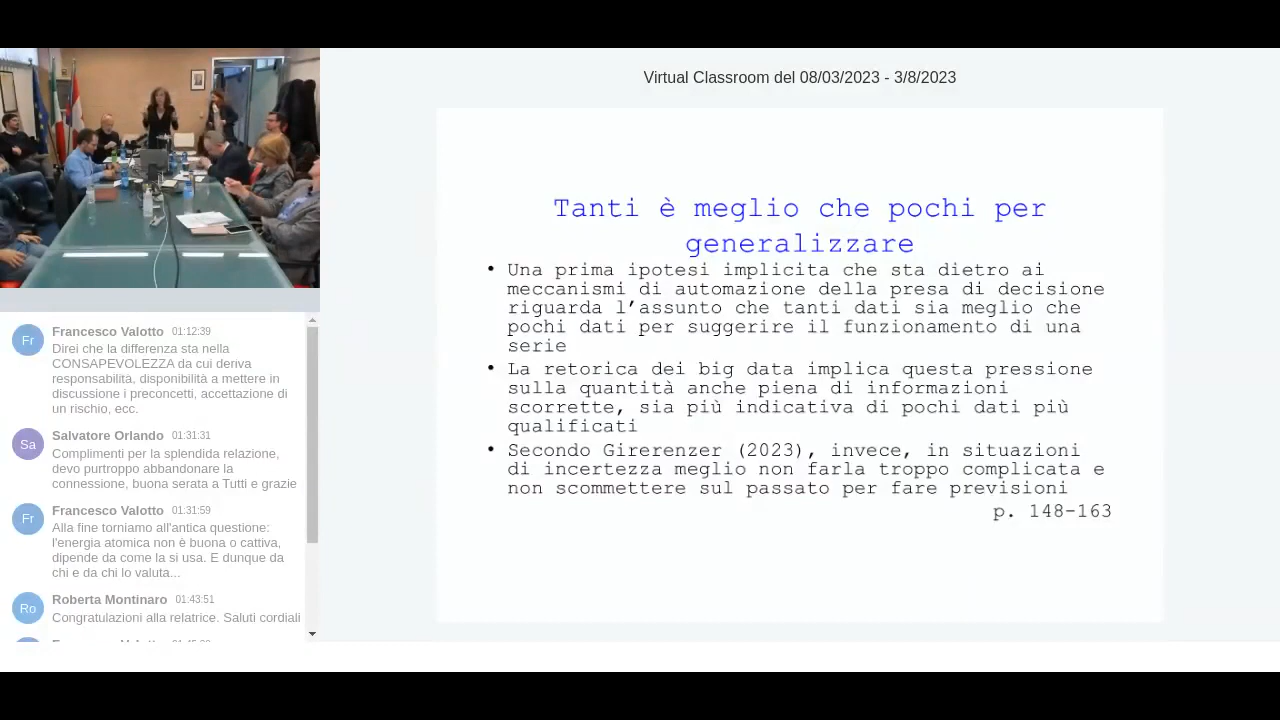 Virtual Classroom del 08/03/2023 - 3/8/2023
Tanti è meglio che pochi per
generalizzare
• Una prima ipotesi implicita che sta dietro ai
meccanismi di automazione della presa di decisione
riguarda l’assunto che tanti dati sia meglio che
pochi dati per suggerire il funzionamento di una
serie
• La retorica dei big data implica questa pressione
sulla quantità anche piena di informazioni
scorrette, sia più indicativa di pochi dati più
qualificati
• Secondo Girerenzer (2023), invece, in situazioni
di incertezza meglio non farla troppo complicata e
non scommettere sul passato per fare previsioni
p. 148-163
Fr
Francesco Valotto 01:12:39
Direi che la differenza sta nella
CONSAPEVOLEZZA da cui deriva
responsabilità, disponibilità a mettere in
discussione i preconcetti, accettazione di
un rischio, ecc.
Sa
Salvatore Orlando 01:31:31
Complimenti per la splendida relazione,
devo purtroppo abbandonare la
connessione, buona serata a Tutti e grazie
Fr
Francesco Valotto 01:31:59
Alla fine torniamo all'antica questione:
l'energia atomica non è buona o cattiva,
dipende da come la si usa. E dunque da
chi e da chi lo valuta...
Ro
Roberta Montinaro 01:43:51
Congratulazioni alla relatrice. Saluti cordiali